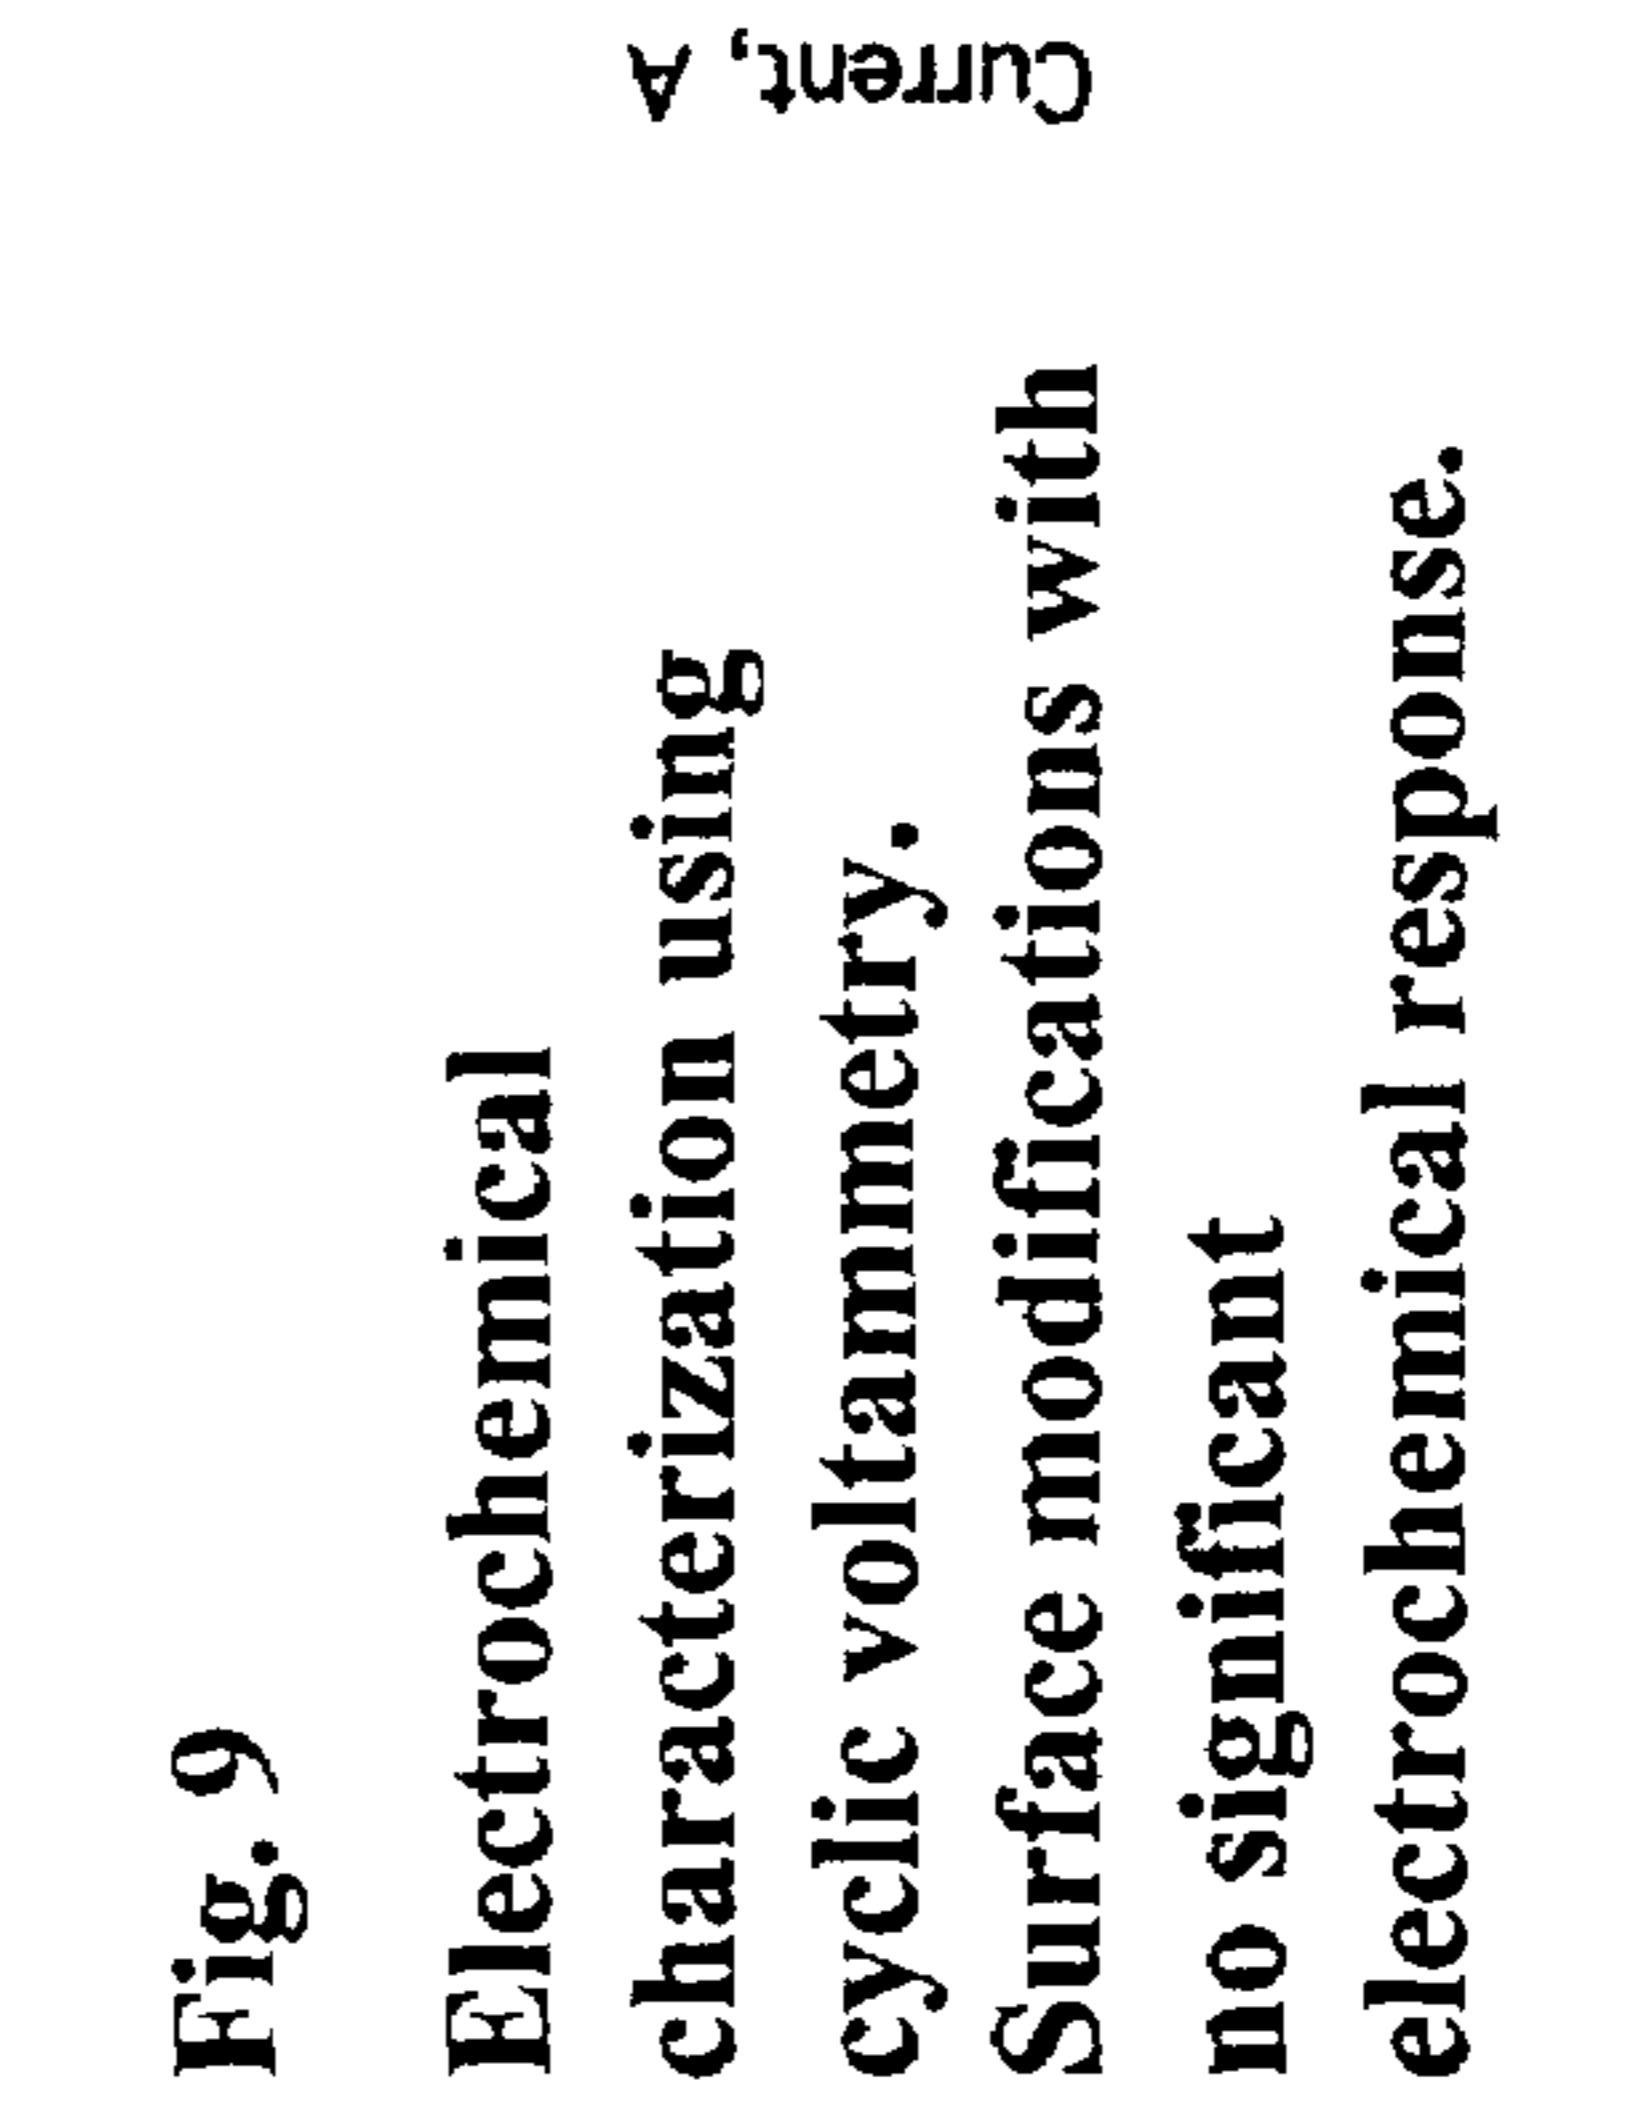 Fig. 9
Electrochemical
characterization using
cyclic voltammetry.
Surface modifications with
no significant
electrochemical response.
Current, A